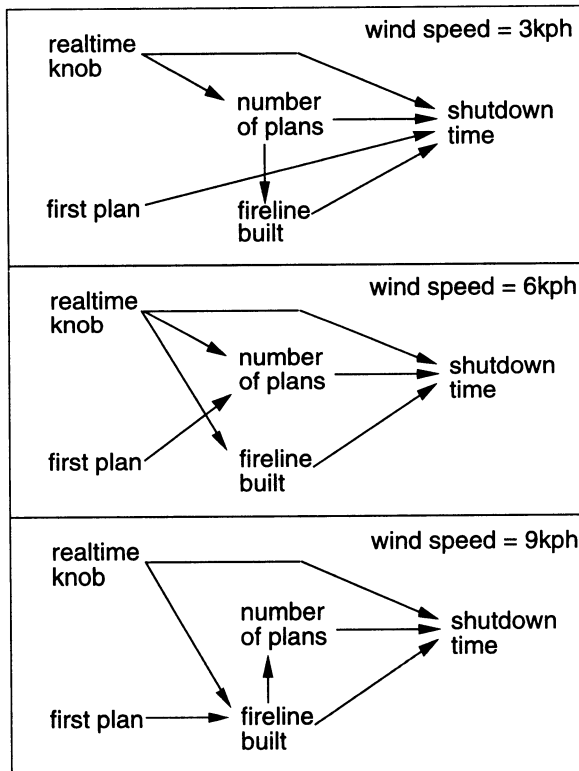 wind speed = 3kph
realtime
knob
number
of plans
shutdown
time
first plan
fireline
built
wind speed = 6kph
realtime
knob
number
of plans
shutdown
time
first plan
fireline
built
wind speed = 9kph
realtime
knob
number
of plans
shutdown
time
first plan
fireline
built